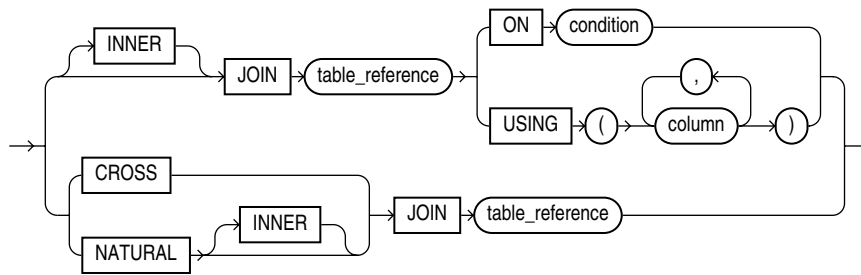 INNER
JOIN
table_reference
ON
condition
USING
(
column
,
)
CROSS
NATURAL
INNER
JOIN
table_reference